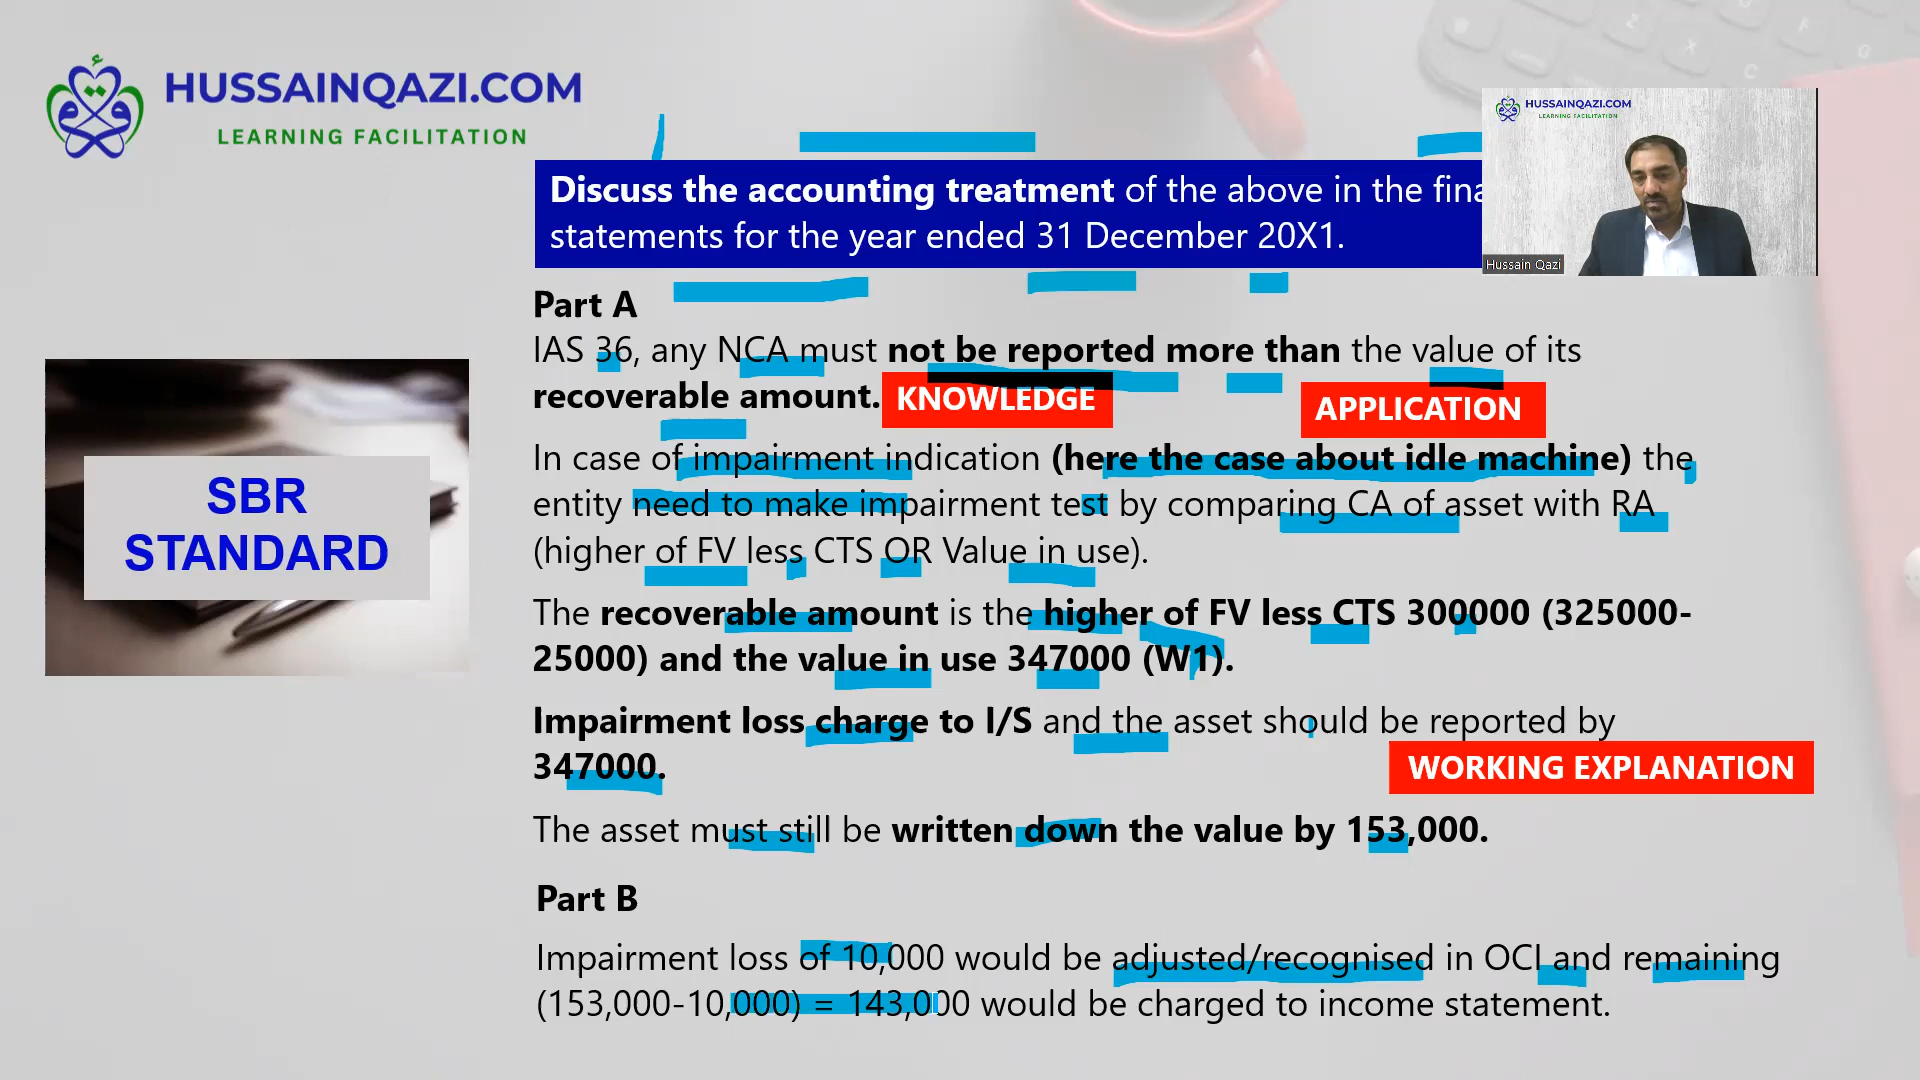 HUSSAINQAZI.COM
LEARNING FACILITATION
HUSSAINQAZI.COM
LEARNING FACILITATION
Hussain Qazi
Discuss the accounting treatment of the above in the fina
statements for the year ended 31 December 20X1.
SBR
STANDARD
Part A
IAS 36, any NCA must not be reported more than the value of its
recoverable amount. KNOWLEDGE APPLICATION
In case of impairment indication (here the case about idle machine) the
entity need to make impairment test by comparing CA of asset with RA
(higher of FV less CTS OR Value in use).
The recoverable amount is the higher of FV less CTS 300000 (325000-
25000) and the value in use 347000 (W1).
Impairment loss charge to I/S and the asset should be reported by
347000.
WORKING EXPLANATION
The asset must still be written down the value by 153,000.
Part B
Impairment loss of 10,000 would be adjusted/recognised in OCI and remaining
(153,000-10,000) = 143,000 would be charged to income statement.